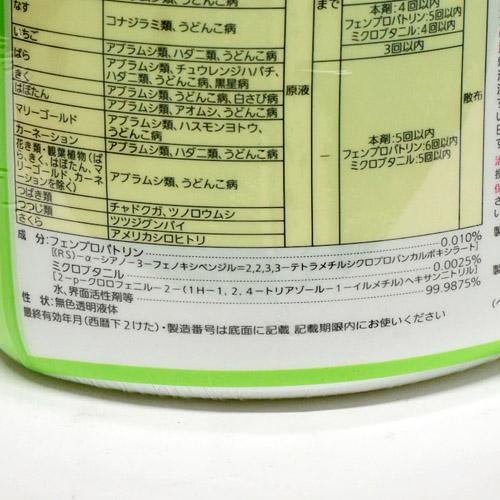 なす
コナジラミ類、うどんこ病
まで
本剤:4回以内
フェンプロパトリン:5回以内
ミクロブタニル:4回以内
いちご
アブラムシ類、ハダニ類、うどんこ病
3回以内
ばら
アブラムシ類、チュウレンジハバチ、
ハダニ類、うどんこ病、黒星病
きく
アブラムシ類、うどんこ病、白さび病
はぼたん
アブラムシ類、アオムシ、うどんこ病
マリーゴールド
アブラムシ類、ハスモンヨトウ、
うどんこ病
カーネーション
アブラムシ類、ハダニ類、うどんこ病
花き類・観葉植物(ば
ら、きく、はぼたん、マ
リーゴールド、カーネ
ーションを除く)
アブラムシ類、うどんこ病
つばき類
チャドクガ、ツノロウムシ
つつじ類
ツツジグンバイ
さくら
アメリカシロヒトリ
原液
－
本剤:5回以内
フェンプロパトリン:6回以内
ミクロブタニル:5回以内
散布
成 分:フェンプロパトリン 0.010%
[(RS)-α-シアノ-3-フェノキシベンジル=2,2,3,3-テトラメチルシクロプロパンカルボキシラート]
ミクロブタニル 0.0025%
[2-p-クロロフェニル-2-(1H-1,2,4-トリアゾール-1-イルメチル)ヘキサンニトリル]
水、界面活性剤等 99.9875%
性 状:無色透明液体
最終有効年月(西暦下2けた)・製造番号は底面に記載 記載期限内にお使いください